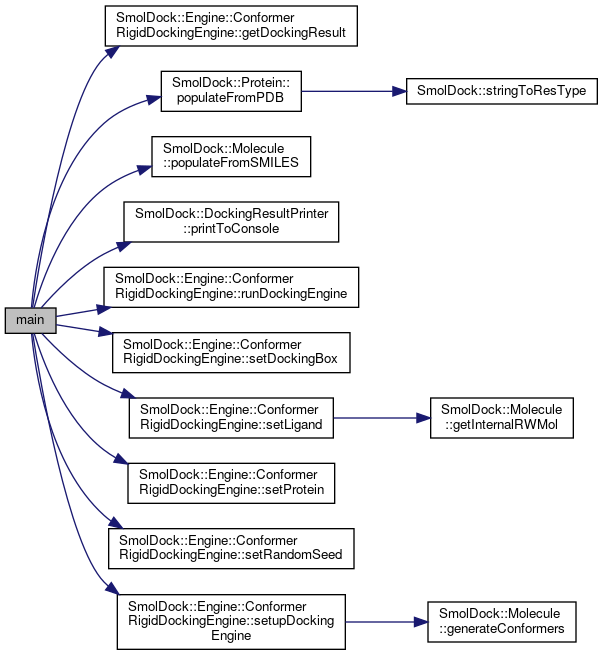 SmolDock::Engine::Conformer
RigidDockingEngine::getDockingResult
SmolDock::Protein::
populateFromPDB
SmolDock::stringToResType
SmolDock::Molecule
::populateFromSMILES
SmolDock::DockingResultPrinter
::printToConsole
SmolDock::Engine::Conformer
RigidDockingEngine::runDockingEngine
main
SmolDock::Engine::Conformer
RigidDockingEngine::setDockingBox
SmolDock::Engine::Conformer
RigidDockingEngine::setLigand
SmolDock::Molecule
::getInternalRWMol
SmolDock::Engine::Conformer
RigidDockingEngine::setProtein
SmolDock::Engine::Conformer
RigidDockingEngine::setRandomSeed
SmolDock::Engine::Conformer
RigidDockingEngine::setupDocking
Engine
SmolDock::Molecule
::generateConformers